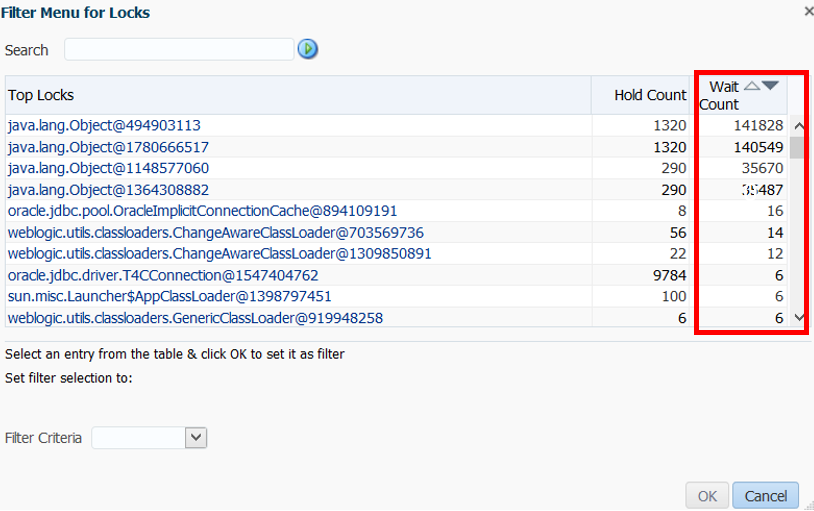 Filter Menu for Locks
Search
Top Locks Hold Count Wait Count
java.lang.Object@494903113 1320 141828
java.lang.Object@1780666517 1320 140549
java.lang.Object@1148577060 290 35670
java.lang.Object@1364308882 290 35487
oracle.jdbc.pool.OracleImplicitConnectionCache@894109191 8 16
weblogic.utils.classloaders.ChangeAwareClassLoader@703569736 56 14
weblogic.utils.classloaders.ChangeAwareClassLoader@1309850891 22 12
oracle.jdbc.driver.T4CConnection@1547404762 9784 6
sun.misc.Launcher$AppClassLoader@1398797451 100 6
weblogic.utils.classloaders.GenericClassLoader@919948258 6 6
Select an entry from the table & click OK to set it as filter
Set filter selection to:
Filter Criteria
OK Cancel